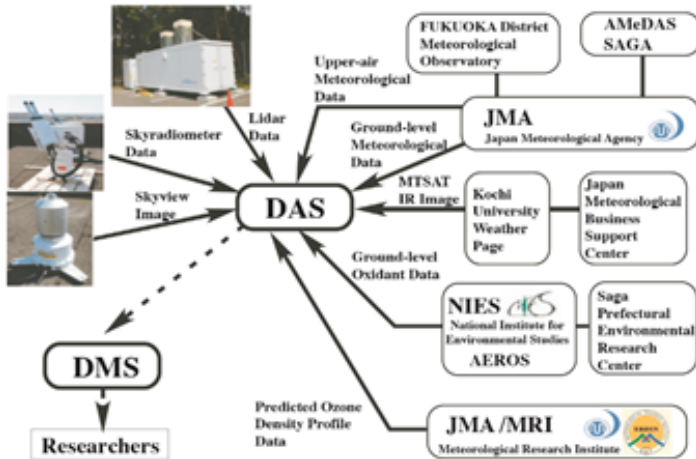 FUKUOKA District
Meteorological
Observatory
AMeDAS
SAGA
Upper-air
Meteorological
Data
JMA
Japan Meteorological Agency
Lidar
Data
Skyradiometer
Data
Ground-level
Meteorological
Data
Skyview
Image
DAS
MTSAT
IR Image
Kochi
University
Weather
Page
Japan
Meteorological
Business
Support
Center
Ground-level
Oxidant Data
NIES
National Institute for
Environmental Studies
AEROS
Saga
Prefectural
Environmental
Research
Center
DMS
Researchers
Predicted Ozone
Density Profile
Data
JMA /MRI
Meteorological Research Institute